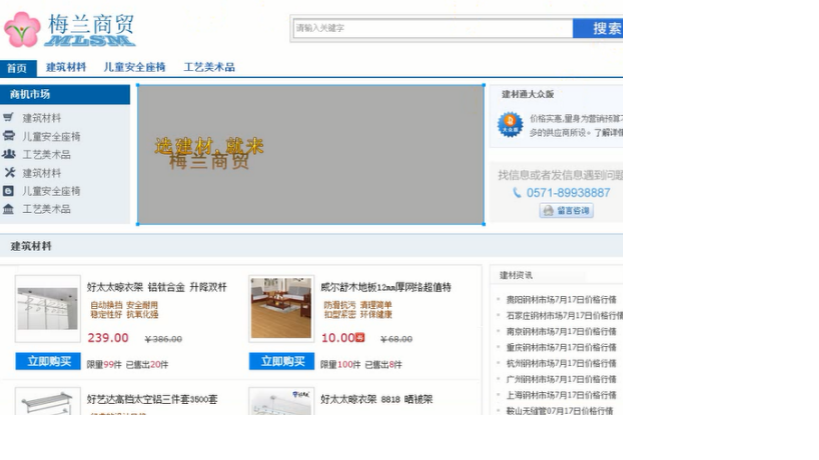 梅兰商贸
MLSM
请输入关键字
搜索
首页 建筑材料 儿童安全座椅 工艺美术品
商机市场
建筑材料
儿童安全座椅
工艺美术品
建筑材料
儿童安全座椅
工艺美术品
选建材,就来
梅兰商贸
建材通大众版
价格实惠,量身为营销预算
多的供应商所设。了解详
找信息或者发信息遇到问
0571-89938887
留言咨询
建筑材料
好太太晾衣架 铝钛合金 升降双杆
自动换挡 安全耐用
稳定性好 抗氧化强
239.00 ￥386.00
立即购买 限量99件 已售出20件
威尔舒木地板12mm厚网络超值特
防滑抗污 清理简单
扣型紧密 环保健康
10.00 ￥68.00
立即购买 限量100件 已售出8件
好艺达高档太空铝三件套3500套
好太太晾衣架 8818 晒被架
建材资讯
贵阳钢材市场7月17日价格行情
石家庄钢材市场7月17日价格行情
南京钢材市场7月17日价格行情
重庆钢材市场7月17日价格行情
杭州钢材市场7月17日价格行情
广州钢材市场7月17日价格行情
上海钢材市场7月17日价格行情
鞍山无缝管07月17日价格行情